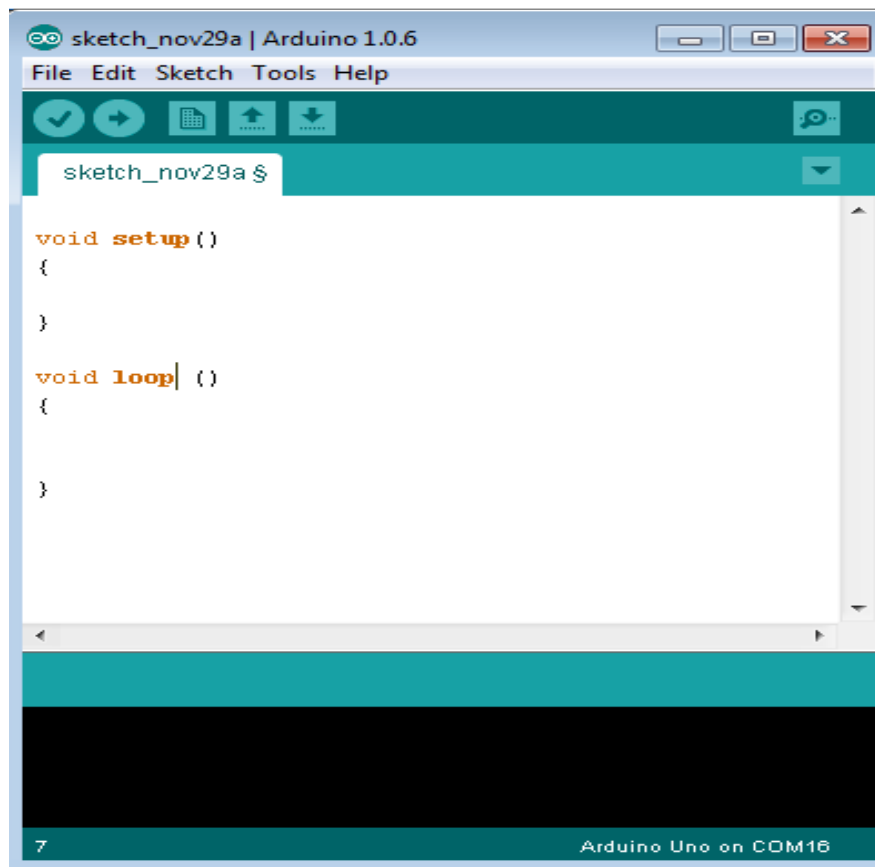 sketch_nov29a | Arduino 1.0.6
File Edit Sketch Tools Help
sketch_nov29a §
void setup()
{
}
void loop ()
{
}
7 Arduino Uno on COM16